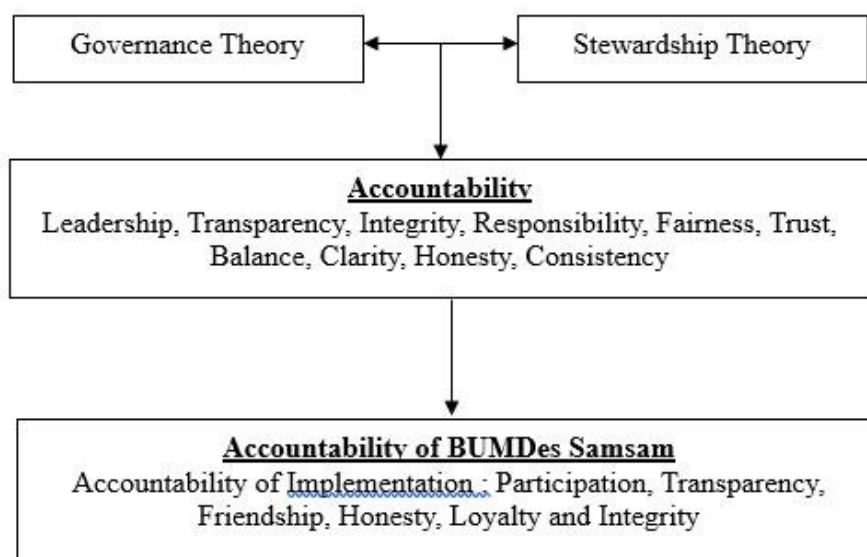 Governance Theory
Stewardship Theory
Accountability
Leadership, Transparency, Integrity, Responsibility, Fairness, Trust,
Balance, Clarity, Honesty, Consistency
Accountability of BUMDes Samsam
Accountability of Implementation : Participation, Transparency,
Friendship, Honesty, Loyalty and Integrity